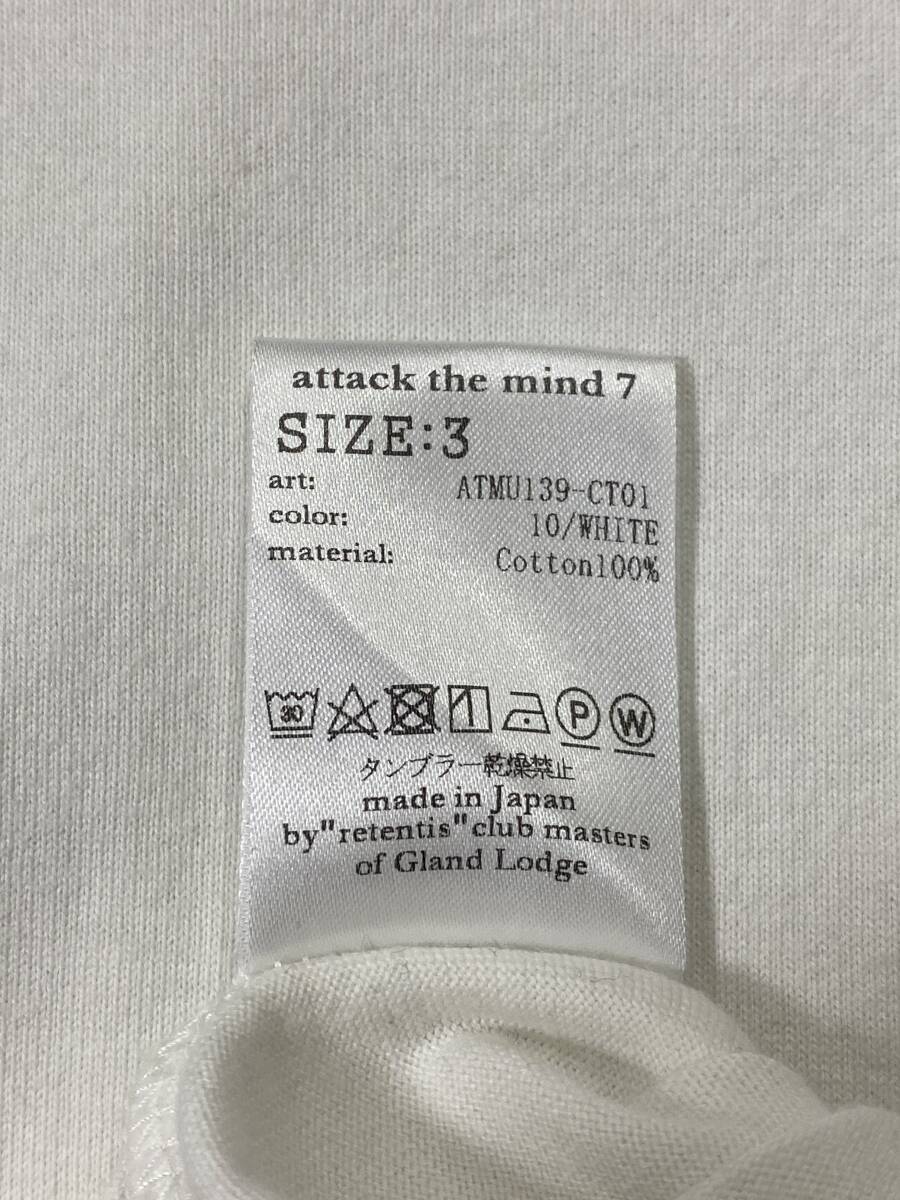 attack the mind 7
SIZE:3
art: ATMU139-CT01
color: 10/WHITE
material: Cotton100%
30 P W
タンブラー乾燥禁止
made in Japan
by"retentis"club masters
of Gland Lodge